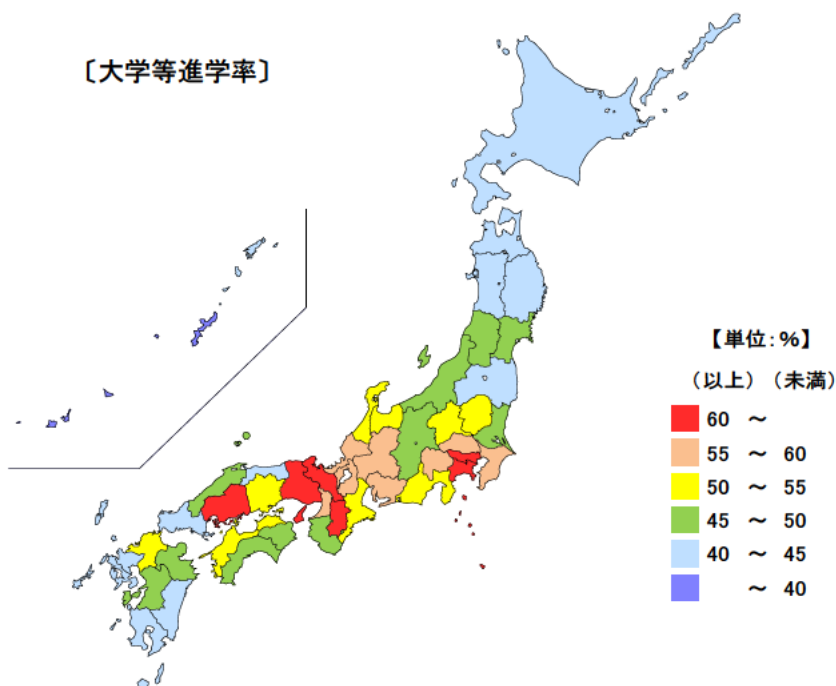 〔大学等進学率〕
【単位：%】
（以上）（未満）
60 ～
55 ～ 60
50 ～ 55
45 ～ 50
40 ～ 45
～ 40